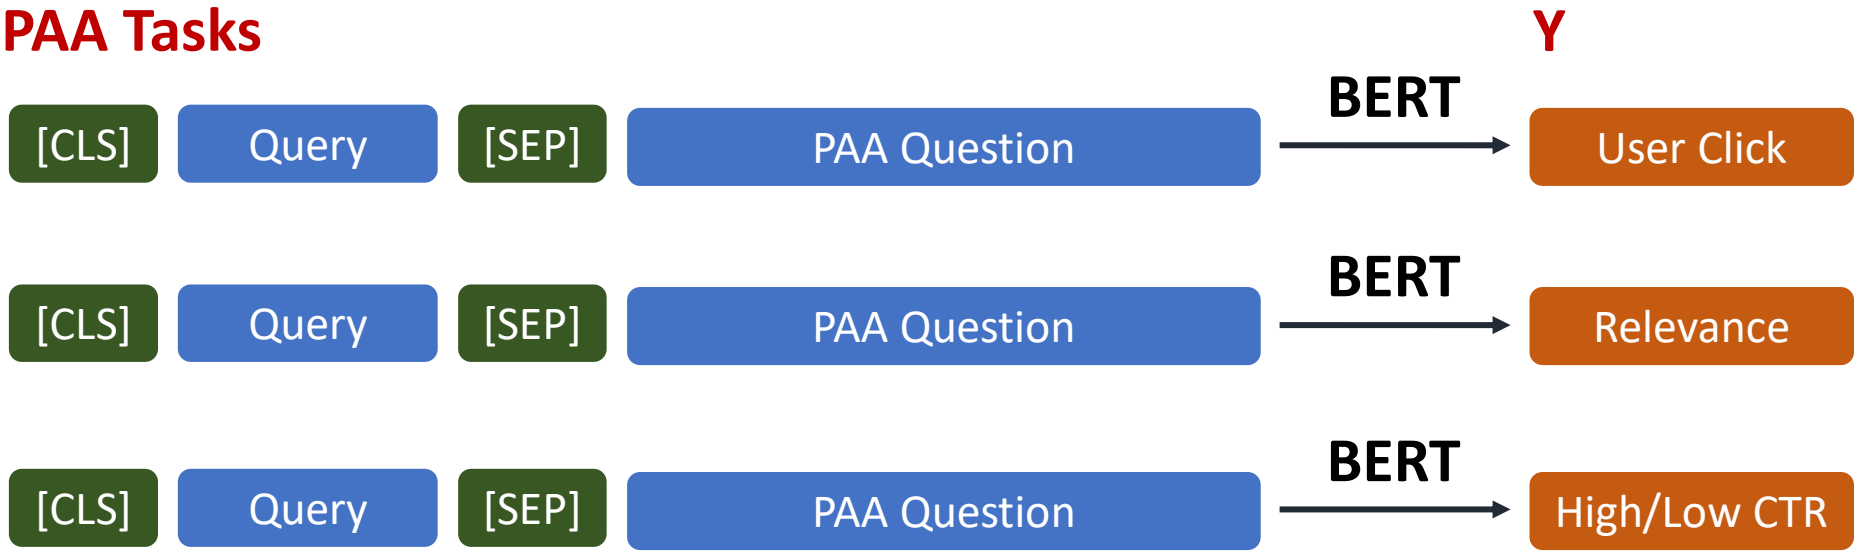 PAA Tasks Y
[CLS] Query [SEP] PAA Question BERT User Click
[CLS] Query [SEP] PAA Question BERT Relevance
[CLS] Query [SEP] PAA Question BERT High/Low CTR